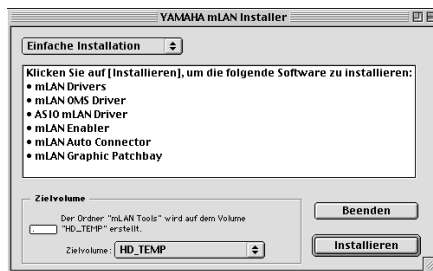 YAMAHA mLAN Installer
Einfache Installation
Klicken Sie auf [Installieren], um die folgende Software zu installieren:
• mLAN Drivers
• mLAN OMS Driver
• ASIO mLAN Driver
• mLAN Enabler
• mLAN Auto Connector
• mLAN Graphic Patchbay
Zielvolume
Der Ordner "mLAN Tools" wird auf dem Volume
"HD_TEMP" erstellt.
Zielvolume: HD_TEMP
Beenden
Installieren